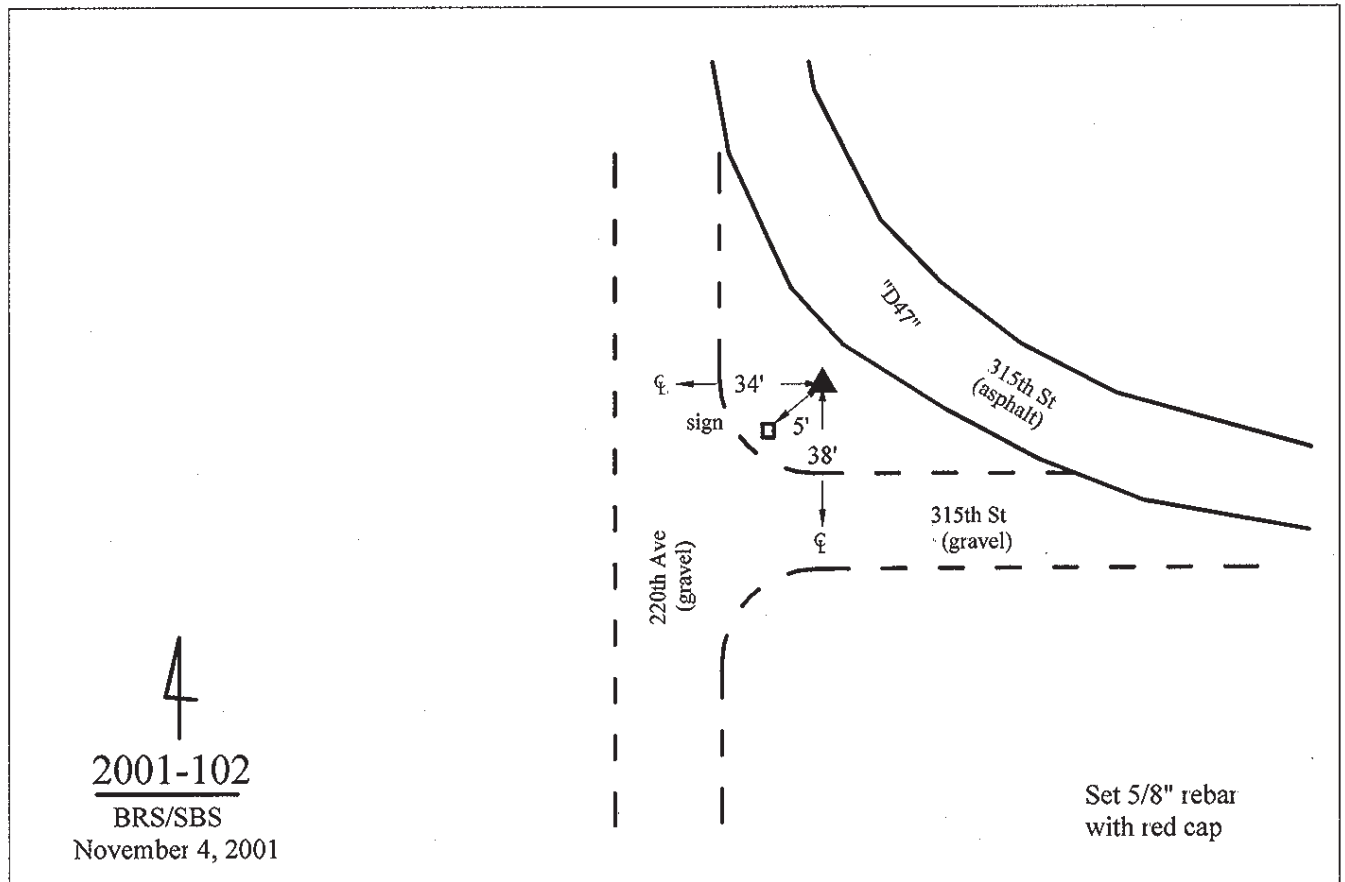 "D47"
315th St
(asphalt)
℄
34'
sign
5'
38'
315th St
(gravel)
℄
220th Ave
(gravel)
2001-102
BRS/SBS
November 4, 2001
Set 5/8" rebar
with red cap